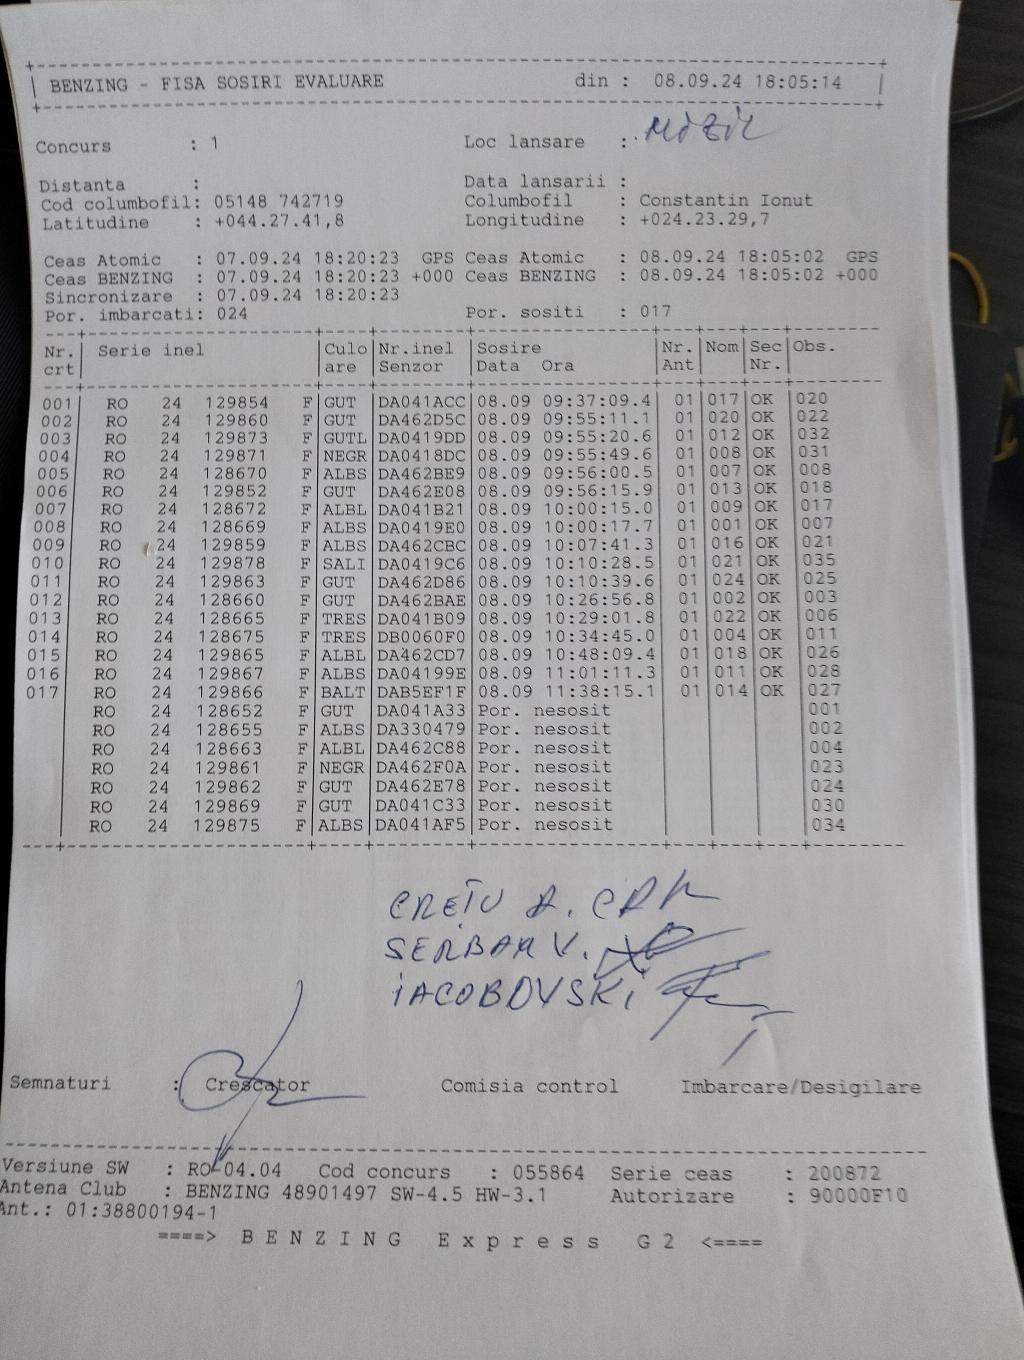 BENZING - FISA SOSIRI EVALUARE din : 08.09.24 18:05:14
Concurs : 1 Loc lansare : Mizil
Distanta : Data lansarii :
Cod columbofil: 05148 742719 Columbofil : Constantin Ionut
Latitudine : +044.27.41,8 Longitudine : +024.23.29,7
Ceas Atomic : 07.09.24 18:20:23 GPS Ceas Atomic : 08.09.24 18:05:02 GPS
Ceas BENZING : 07.09.24 18:20:23 +000 Ceas BENZING : 08.09.24 18:05:02 +000
Sincronizare : 07.09.24 18:20:23
Por. imbarcati: 024 Por. sositi : 017
Nr. Serie inel Culo Nr.inel Sosire Nr. Nom Sec Obs.
crt are Senzor Data Ora Ant Nr.
001 RO 24 129854 F GUT DA041ACC 08.09 09:37:09.4 01 017 OK 020
002 RO 24 129860 F GUT DA462D5C 08.09 09:55:11.1 01 020 OK 022
003 RO 24 129873 F GUTL DA0419DD 08.09 09:55:20.6 01 012 OK 032
004 RO 24 129871 F NEGR DA0418DC 08.09 09:55:49.6 01 008 OK 031
005 RO 24 128670 F ALBS DA462BE9 08.09 09:56:00.5 01 007 OK 008
006 RO 24 129852 F GUT DA462E08 08.09 09:56:15.9 01 013 OK 018
007 RO 24 128672 F ALBL DA041B21 08.09 10:00:15.0 01 009 OK 017
008 RO 24 128669 F ALBS DA0419E0 08.09 10:00:17.7 01 001 OK 007
009 RO 24 129859 F ALBS DA462CBC 08.09 10:07:41.3 01 016 OK 021
010 RO 24 129878 F SALI DA0419C6 08.09 10:10:28.5 01 021 OK 035
011 RO 24 129863 F GUT DA462D86 08.09 10:10:39.6 01 024 OK 025
012 RO 24 128660 F GUT DA462BAE 08.09 10:26:56.8 01 002 OK 003
013 RO 24 128665 F TRES DA041B09 08.09 10:29:01.8 01 022 OK 006
014 RO 24 128675 F TRES DB0060F0 08.09 10:34:45.0 01 004 OK 011
015 RO 24 129865 F ALBL DA462CD7 08.09 10:48:09.4 01 018 OK 026
016 RO 24 129867 F ALBS DA04199E 08.09 11:01:11.3 01 011 OK 028
017 RO 24 129866 F BALT DAB5EF1F 08.09 11:38:15.1 01 014 OK 027
RO 24 128652 F GUT DA041A33 Por. nesosit 001
RO 24 128655 F ALBS DA330479 Por. nesosit 002
RO 24 128663 F ALBL DA462C88 Por. nesosit 004
RO 24 129861 F NEGR DA462F0A Por. nesosit 023
RO 24 129862 F GUT DA462E78 Por. nesosit 024
RO 24 129869 F GUT DA041C33 Por. nesosit 030
RO 24 129875 F ALBS DA041AF5 Por. nesosit 034
CREȚU A.
SERBAN V.
IACOBOVSKI
Semnaturi : Crescator Comisia control Imbarcare/Desigilare
Versiune SW : RO-04.04 Cod concurs : 055864 Serie ceas : 200872
Antena Club : BENZING 48901497 SW-4.5 HW-3.1 Autorizare : 90000F10
Ant.: 01:38800194-1
====> BENZING Express G2 <====